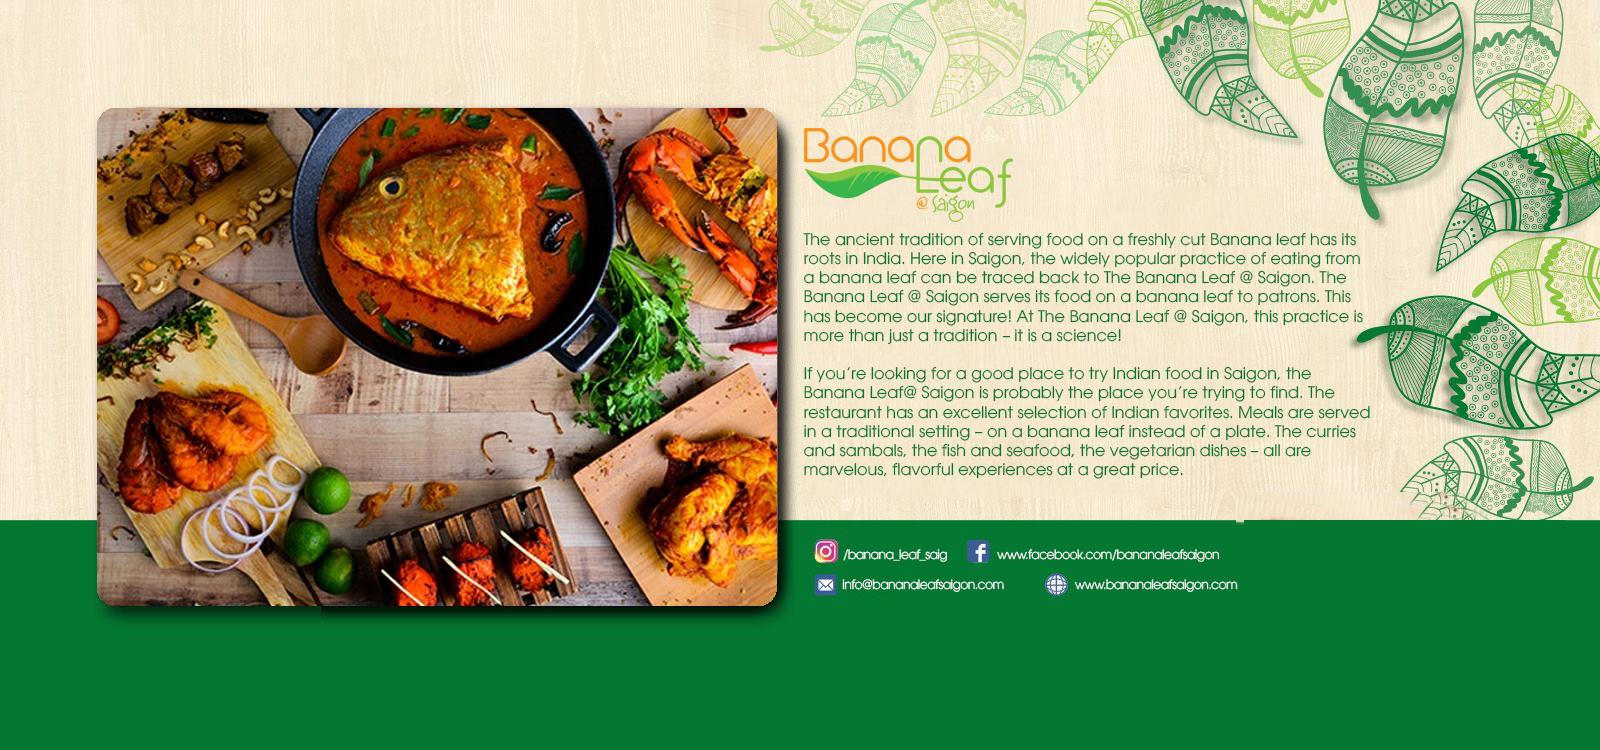 Banana
Leaf
@ Saigon
The ancient tradition of serving food on a freshly cut Banana leaf has its
roots in India. Here in Saigon, the widely popular practice of eating from
a banana leaf can be traced back to The Banana Leaf @ Saigon. The
Banana Leaf @ Saigon serves its food on a banana leaf to patrons. This
has become our signature! At The Banana Leaf @ Saigon, this practice is
more than just a tradition – it is a science!
If you're looking for a good place to try Indian food in Saigon, the
Banana Leaf@ Saigon is probably the place you're trying to find. The
restaurant has an excellent selection of Indian favorites. Meals are served
in a traditional setting – on a banana leaf instead of a plate. The curries
and sambals, the fish and seafood, the vegetarian dishes – all are
marvelous, flavorful experiences at a great price.
/banana_leaf_saig www.facebook.com/bananaleafsaigon
info@bananaleafsaigon.com www.bananaleafsaigon.com